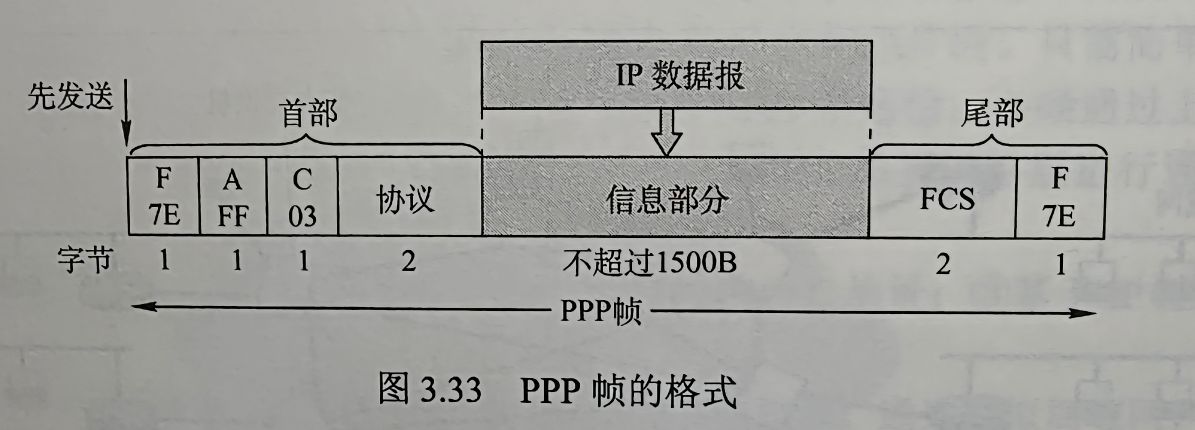 IP 数据报
先发送
首部
尾部
F A C 协议 信息部分 FCS F
7E FF 03 7E
字节 1 1 1 2 不超过1500B 2 1
PPP帧
图 3.33 PPP 帧的格式